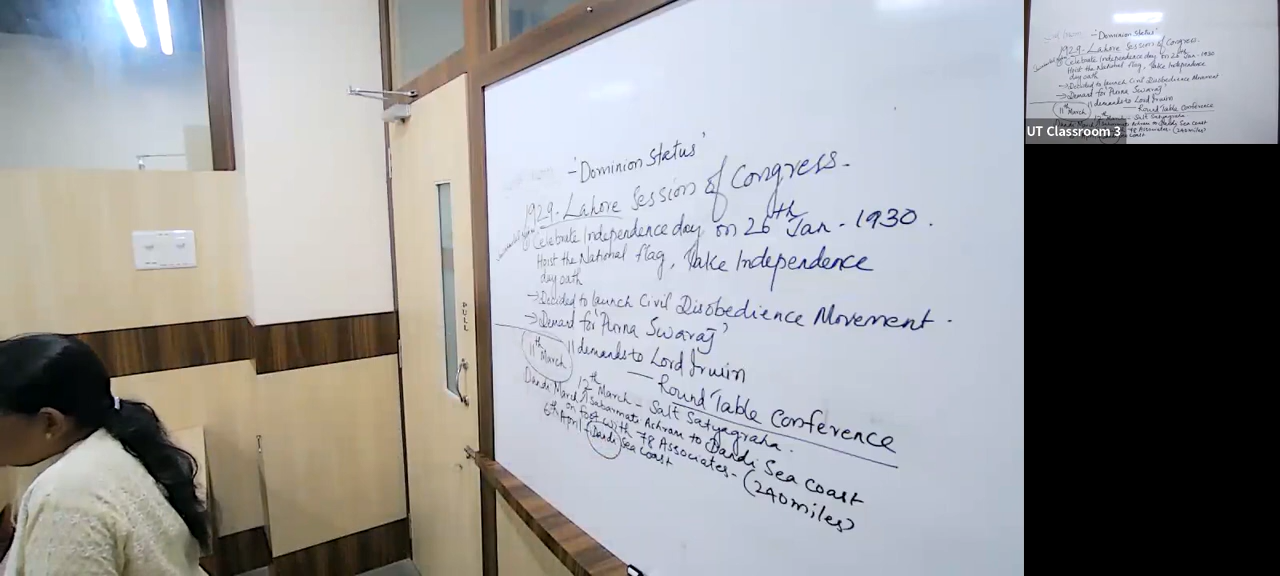 - 'Dominion Status'
1929 - Lahore Session of Congress.
Celebrate Independence day on 26th Jan - 1930.
Hoist the National flag, Take Independence
day oath
→ Decided to launch Civil Disobedience Movement.
→ Demand for 'Purna Swaraj'
11th March 11 demands to Lord Irwin
— Round Table Conference
12th March - Salt Satyagraha.
Dandi March, Sabarmati Ashram to Dandi Sea coast
on foot with 78 Associates - (240 miles)
6th April - Dandi Sea coast
PULL
UT Classroom 3